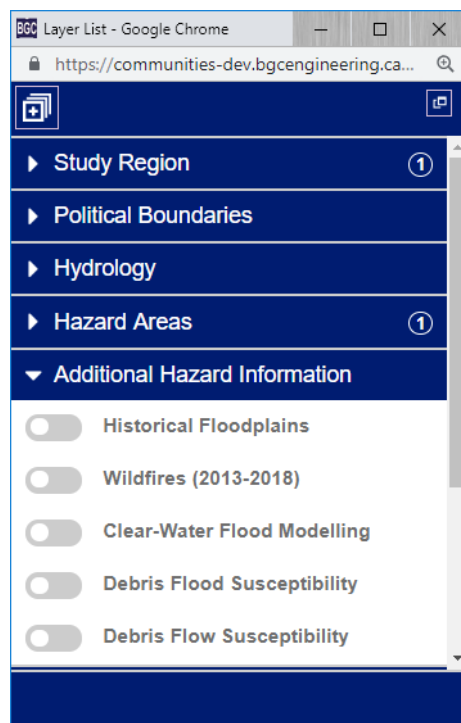 BGC Layer List - Google Chrome
https://communities-dev.bgcengineering.ca...
Study Region 1
Political Boundaries
Hydrology
Hazard Areas 1
Additional Hazard Information
Historical Floodplains
Wildfires (2013-2018)
Clear-Water Flood Modelling
Debris Flood Susceptibility
Debris Flow Susceptibility